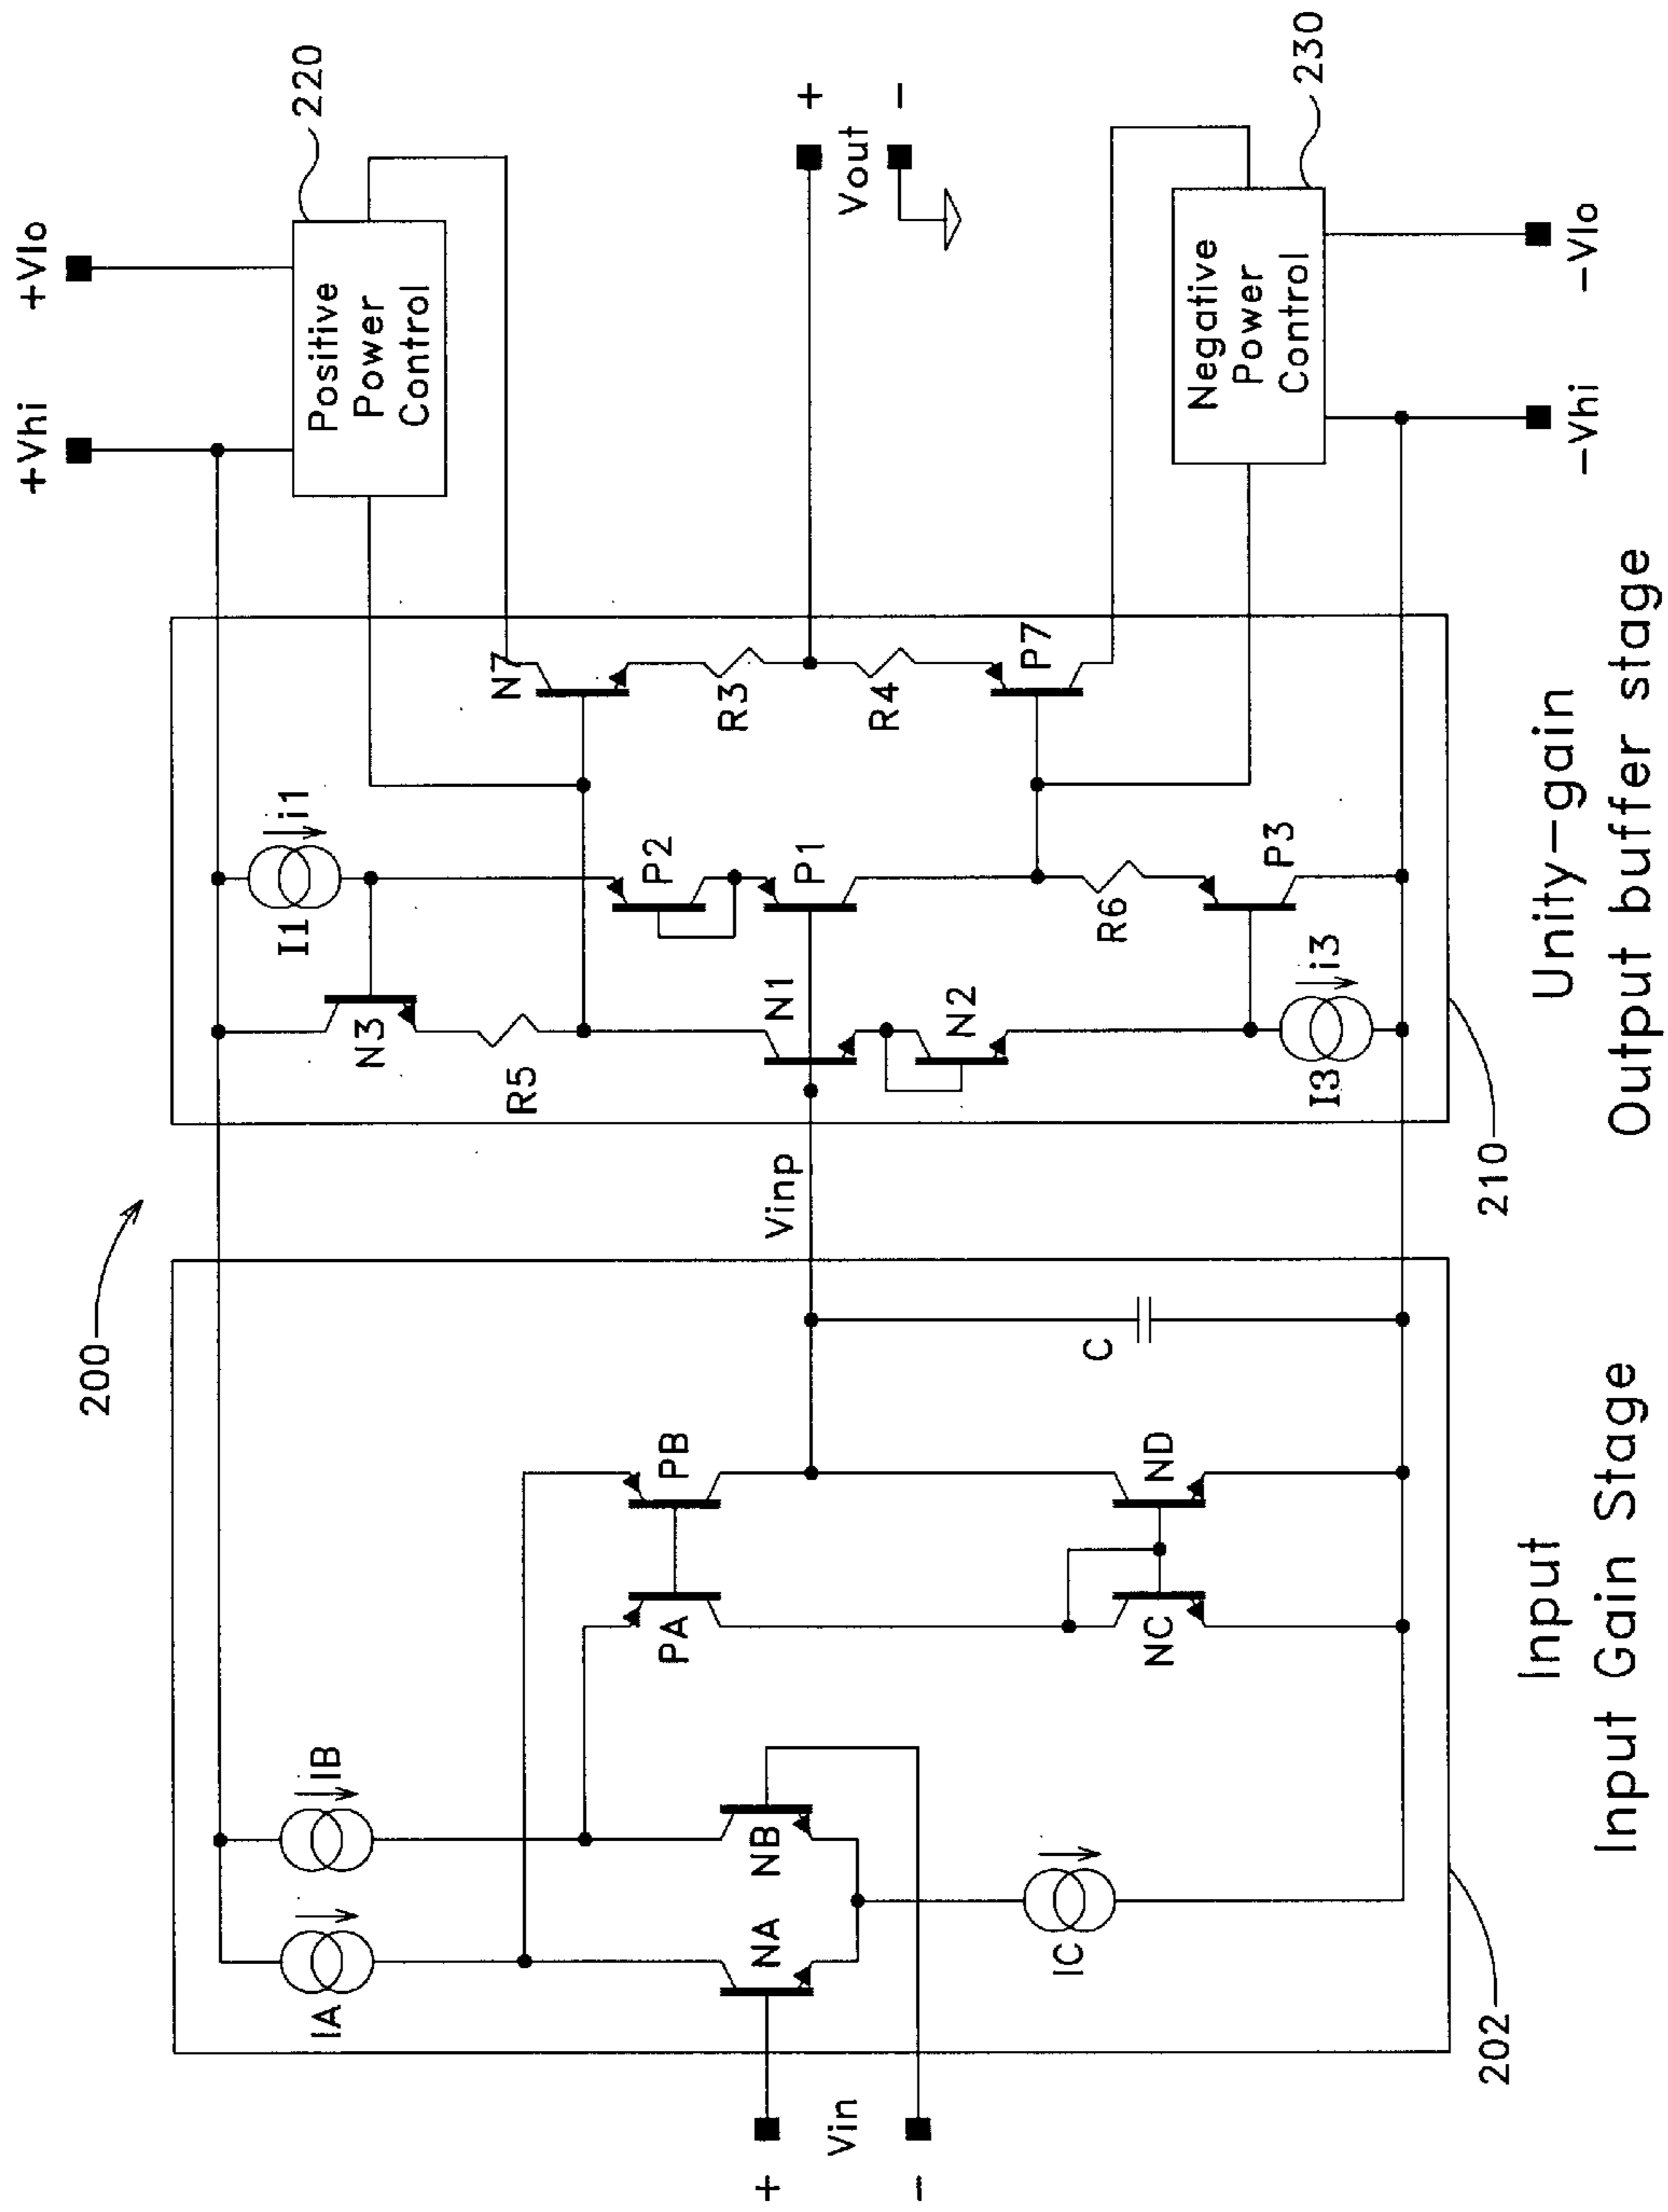 200
+Vhi
+Vlo
220
Positive
Power
Control
IA
IB
I1
i1
N3
N7
R5
P2
R3
+
Vin
-
NA
NB
PA
PB
Vinp
N1
P1
+
Vout
-
R4
N2
C
IC
NC
ND
R6
P7
P3
I3
i3
Negative
Power
Control
230
202
210
-Vhi
-Vlo
Input
Input Gain Stage
Unity-gain
Output buffer stage